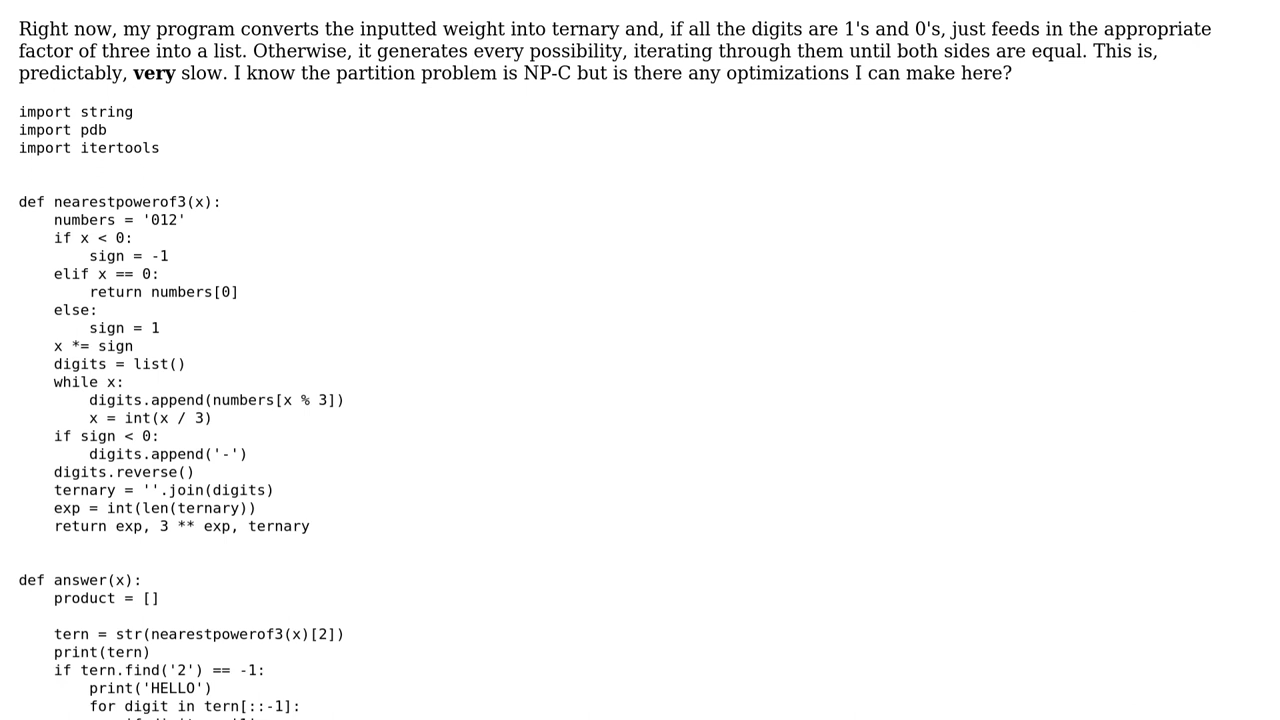 Right now, my program converts the inputted weight into ternary and, if all the digits are 1's and 0's, just feeds in the appropriate
factor of three into a list. Otherwise, it generates every possibility, iterating through them until both sides are equal. This is,
predictably, very slow. I know the partition problem is NP-C but is there any optimizations I can make here?
import string
import pdb
import itertools
def nearestpowerof3(x):
    numbers = '012'
    if x < 0:
        sign = -1
    elif x == 0:
        return numbers[0]
    else:
        sign = 1
    x *= sign
    digits = list()
    while x:
        digits.append(numbers[x % 3])
        x = int(x / 3)
    if sign < 0:
        digits.append('-')
    digits.reverse()
    ternary = ''.join(digits)
    exp = int(len(ternary))
    return exp, 3 ** exp, ternary
def answer(x):
    product = []
    tern = str(nearestpowerof3(x)[2])
    print(tern)
    if tern.find('2') == -1:
        print('HELLO')
        for digit in tern[::-1]: